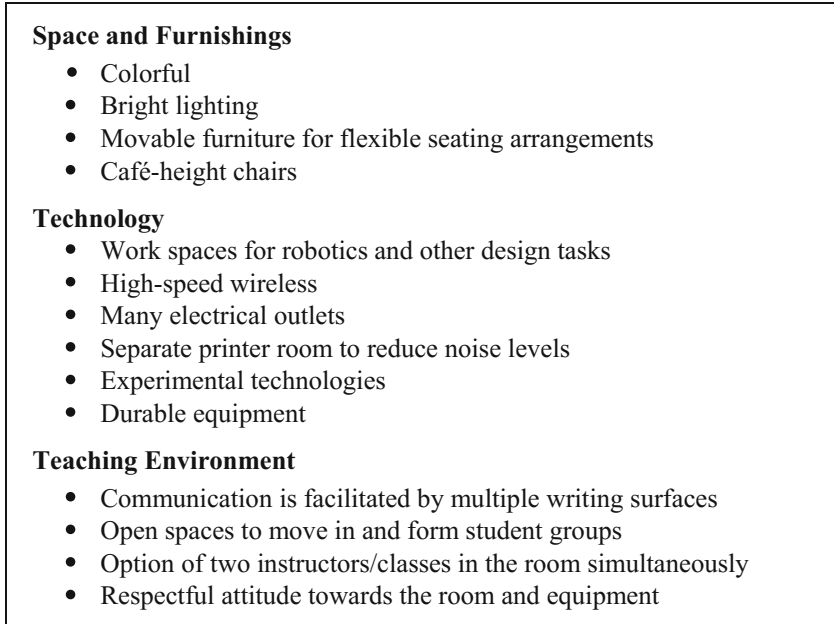 Space and Furnishings
• Colorful
• Bright lighting
• Movable furniture for flexible seating arrangements
• Café-height chairs
Technology
• Work spaces for robotics and other design tasks
• High-speed wireless
• Many electrical outlets
• Separate printer room to reduce noise levels
• Experimental technologies
• Durable equipment
Teaching Environment
• Communication is facilitated by multiple writing surfaces
• Open spaces to move in and form student groups
• Option of two instructors/classes in the room simultaneously
• Respectful attitude towards the room and equipment